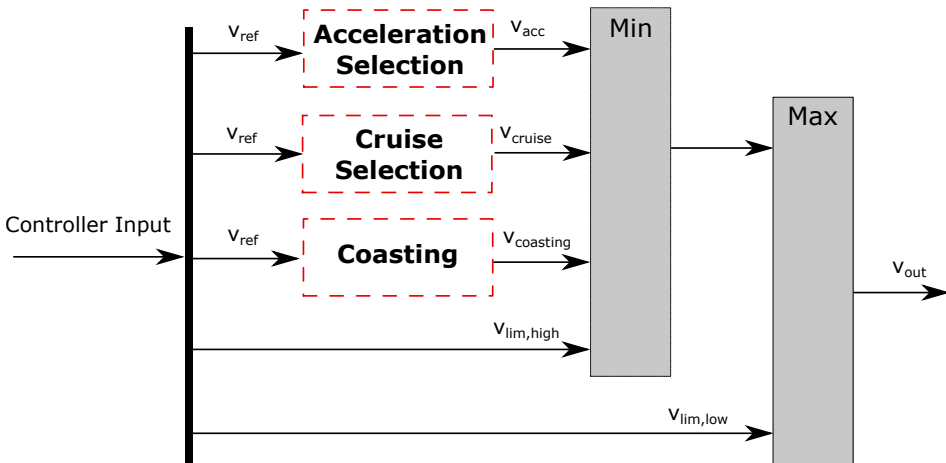 v_ref
Acceleration
Selection
v_acc
Min
v_ref
Cruise
Selection
v_cruise
Max
Controller Input
v_ref
Coasting
v_coasting
v_out
v_lim,high
v_lim,low